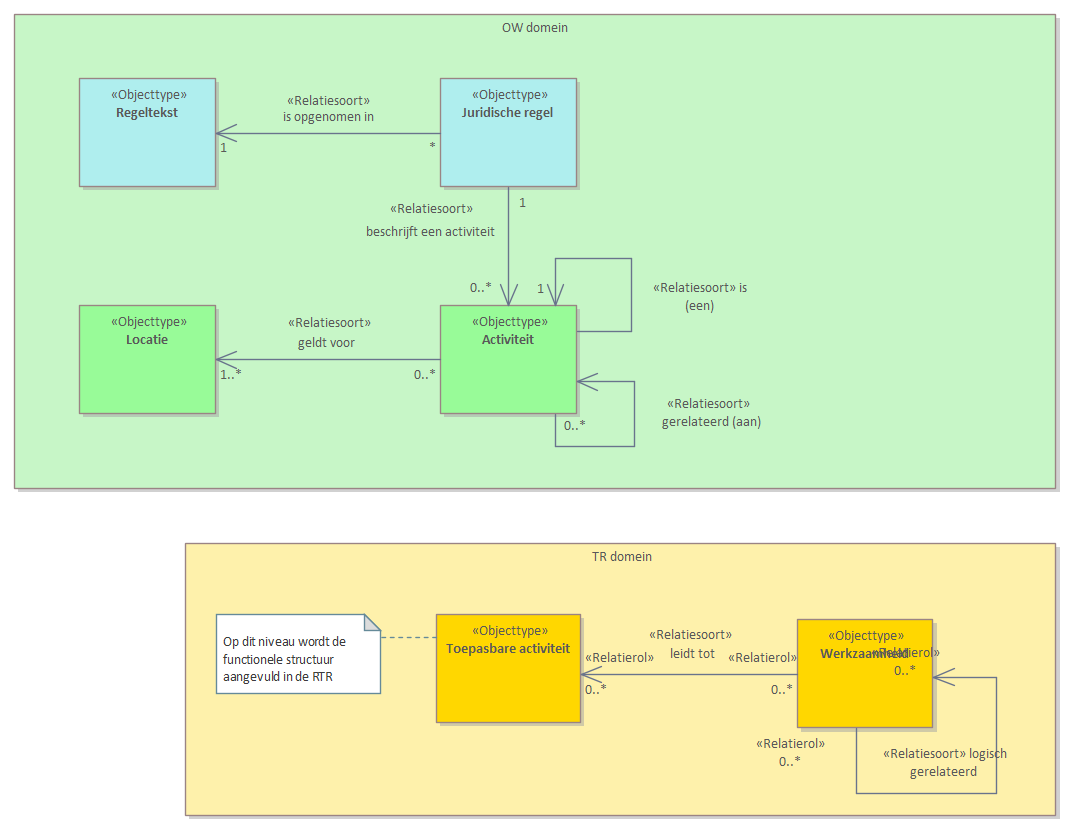 OW domein
«Objecttype»
Regeltekst
«Relatiesoort»
is opgenomen in
1
*
«Objecttype»
Juridische regel
«Relatiesoort»
beschrijft een activiteit
1
0..*
1
«Relatiesoort» is
(een)
«Objecttype»
Locatie
«Relatiesoort»
geldt voor
1..*
0..*
«Objecttype»
Activiteit
«Relatiesoort»
gerelateerd (aan)
0..*
TR domein
Op dit niveau wordt de
functionele structuur
aangevuld in de RTR
«Objecttype»
Toepasbare activiteit
«Relatiesoort»
leidt tot
«Relatierol»
0..*
«Relatierol»
0..*
«Objecttype»
Werkzaamheid
«Relatierol»
0..*
«Relatierol»
0..*
«Relatiesoort» logisch
gerelateerd